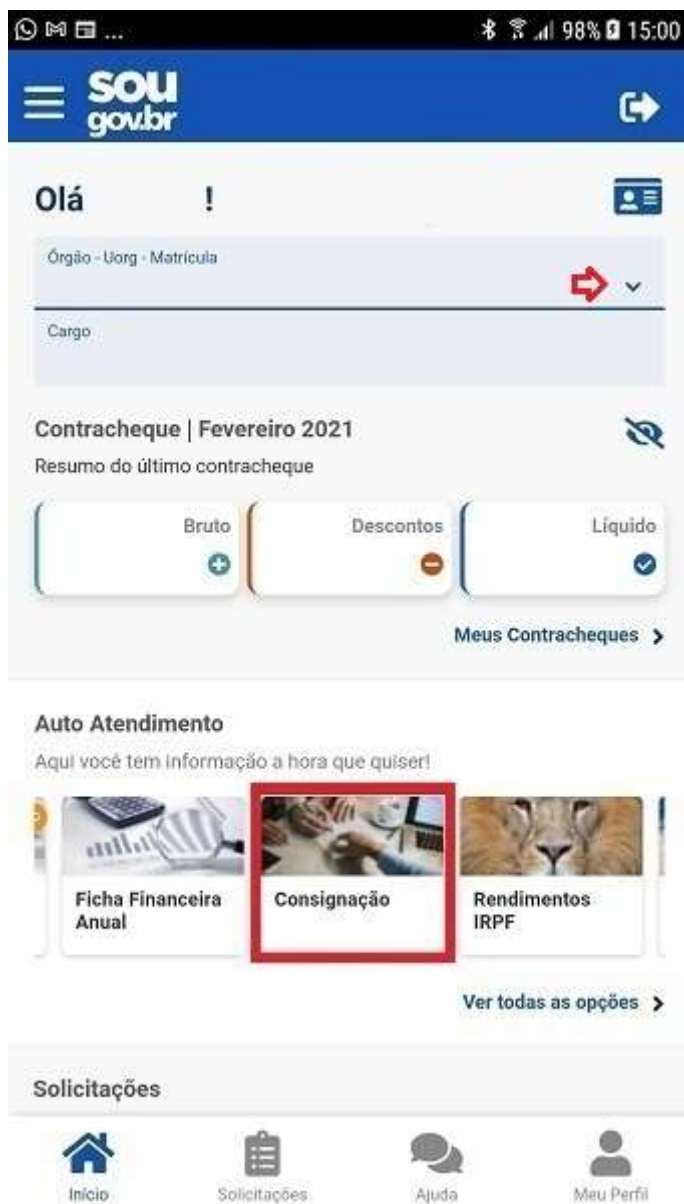 ... 98% 15:00
sou
gov.br
Olá !
Órgão - Uorg - Matrícula
Cargo
Contracheque | Fevereiro 2021
Resumo do último contracheque
Bruto Descontos Líquido
Meus Contracheques
Auto Atendimento
Aqui você tem informação a hora que quiser!
Ficha Financeira Anual
Consignação
Rendimentos IRPF
Ver todas as opções
Solicitações
Início Solicitações Ajuda Meu Perfil